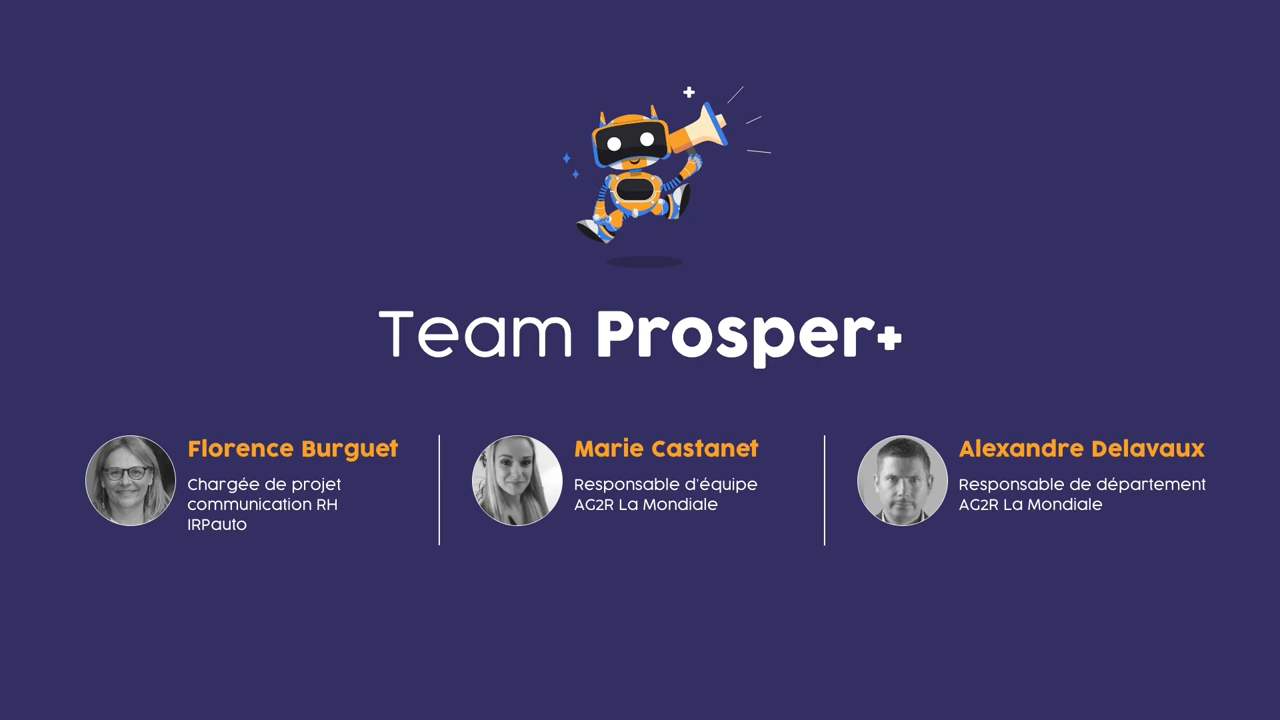 Team Prosper+
Florence Burguet
Chargée de projet
communication RH
IRPauto
Marie Castanet
Responsable d'équipe
AG2R La Mondiale
Alexandre Delavaux
Responsable de département
AG2R La Mondiale